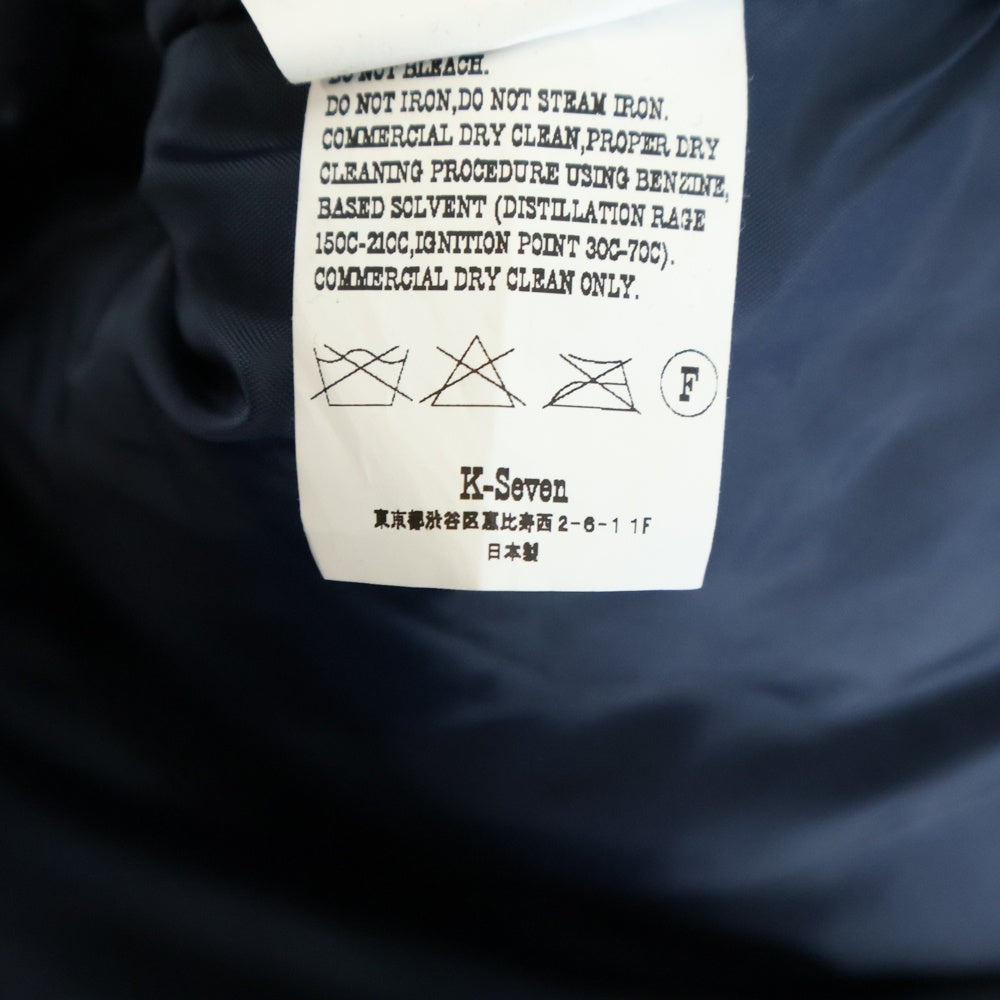 DO NOT BLEACH.
DO NOT IRON,DO NOT STEAM IRON.
COMMERCIAL DRY CLEAN,PROPER DRY
CLEANING PROCEDURE USING BENZINE,
BASED SOLVENT (DISTILLATION RAGE
150C-210C,IGNITION POINT 30C-70C).
COMMERCIAL DRY CLEAN ONLY.
F
K-Seven
東京都渋谷区恵比寿西2-6-1 1F
日本製